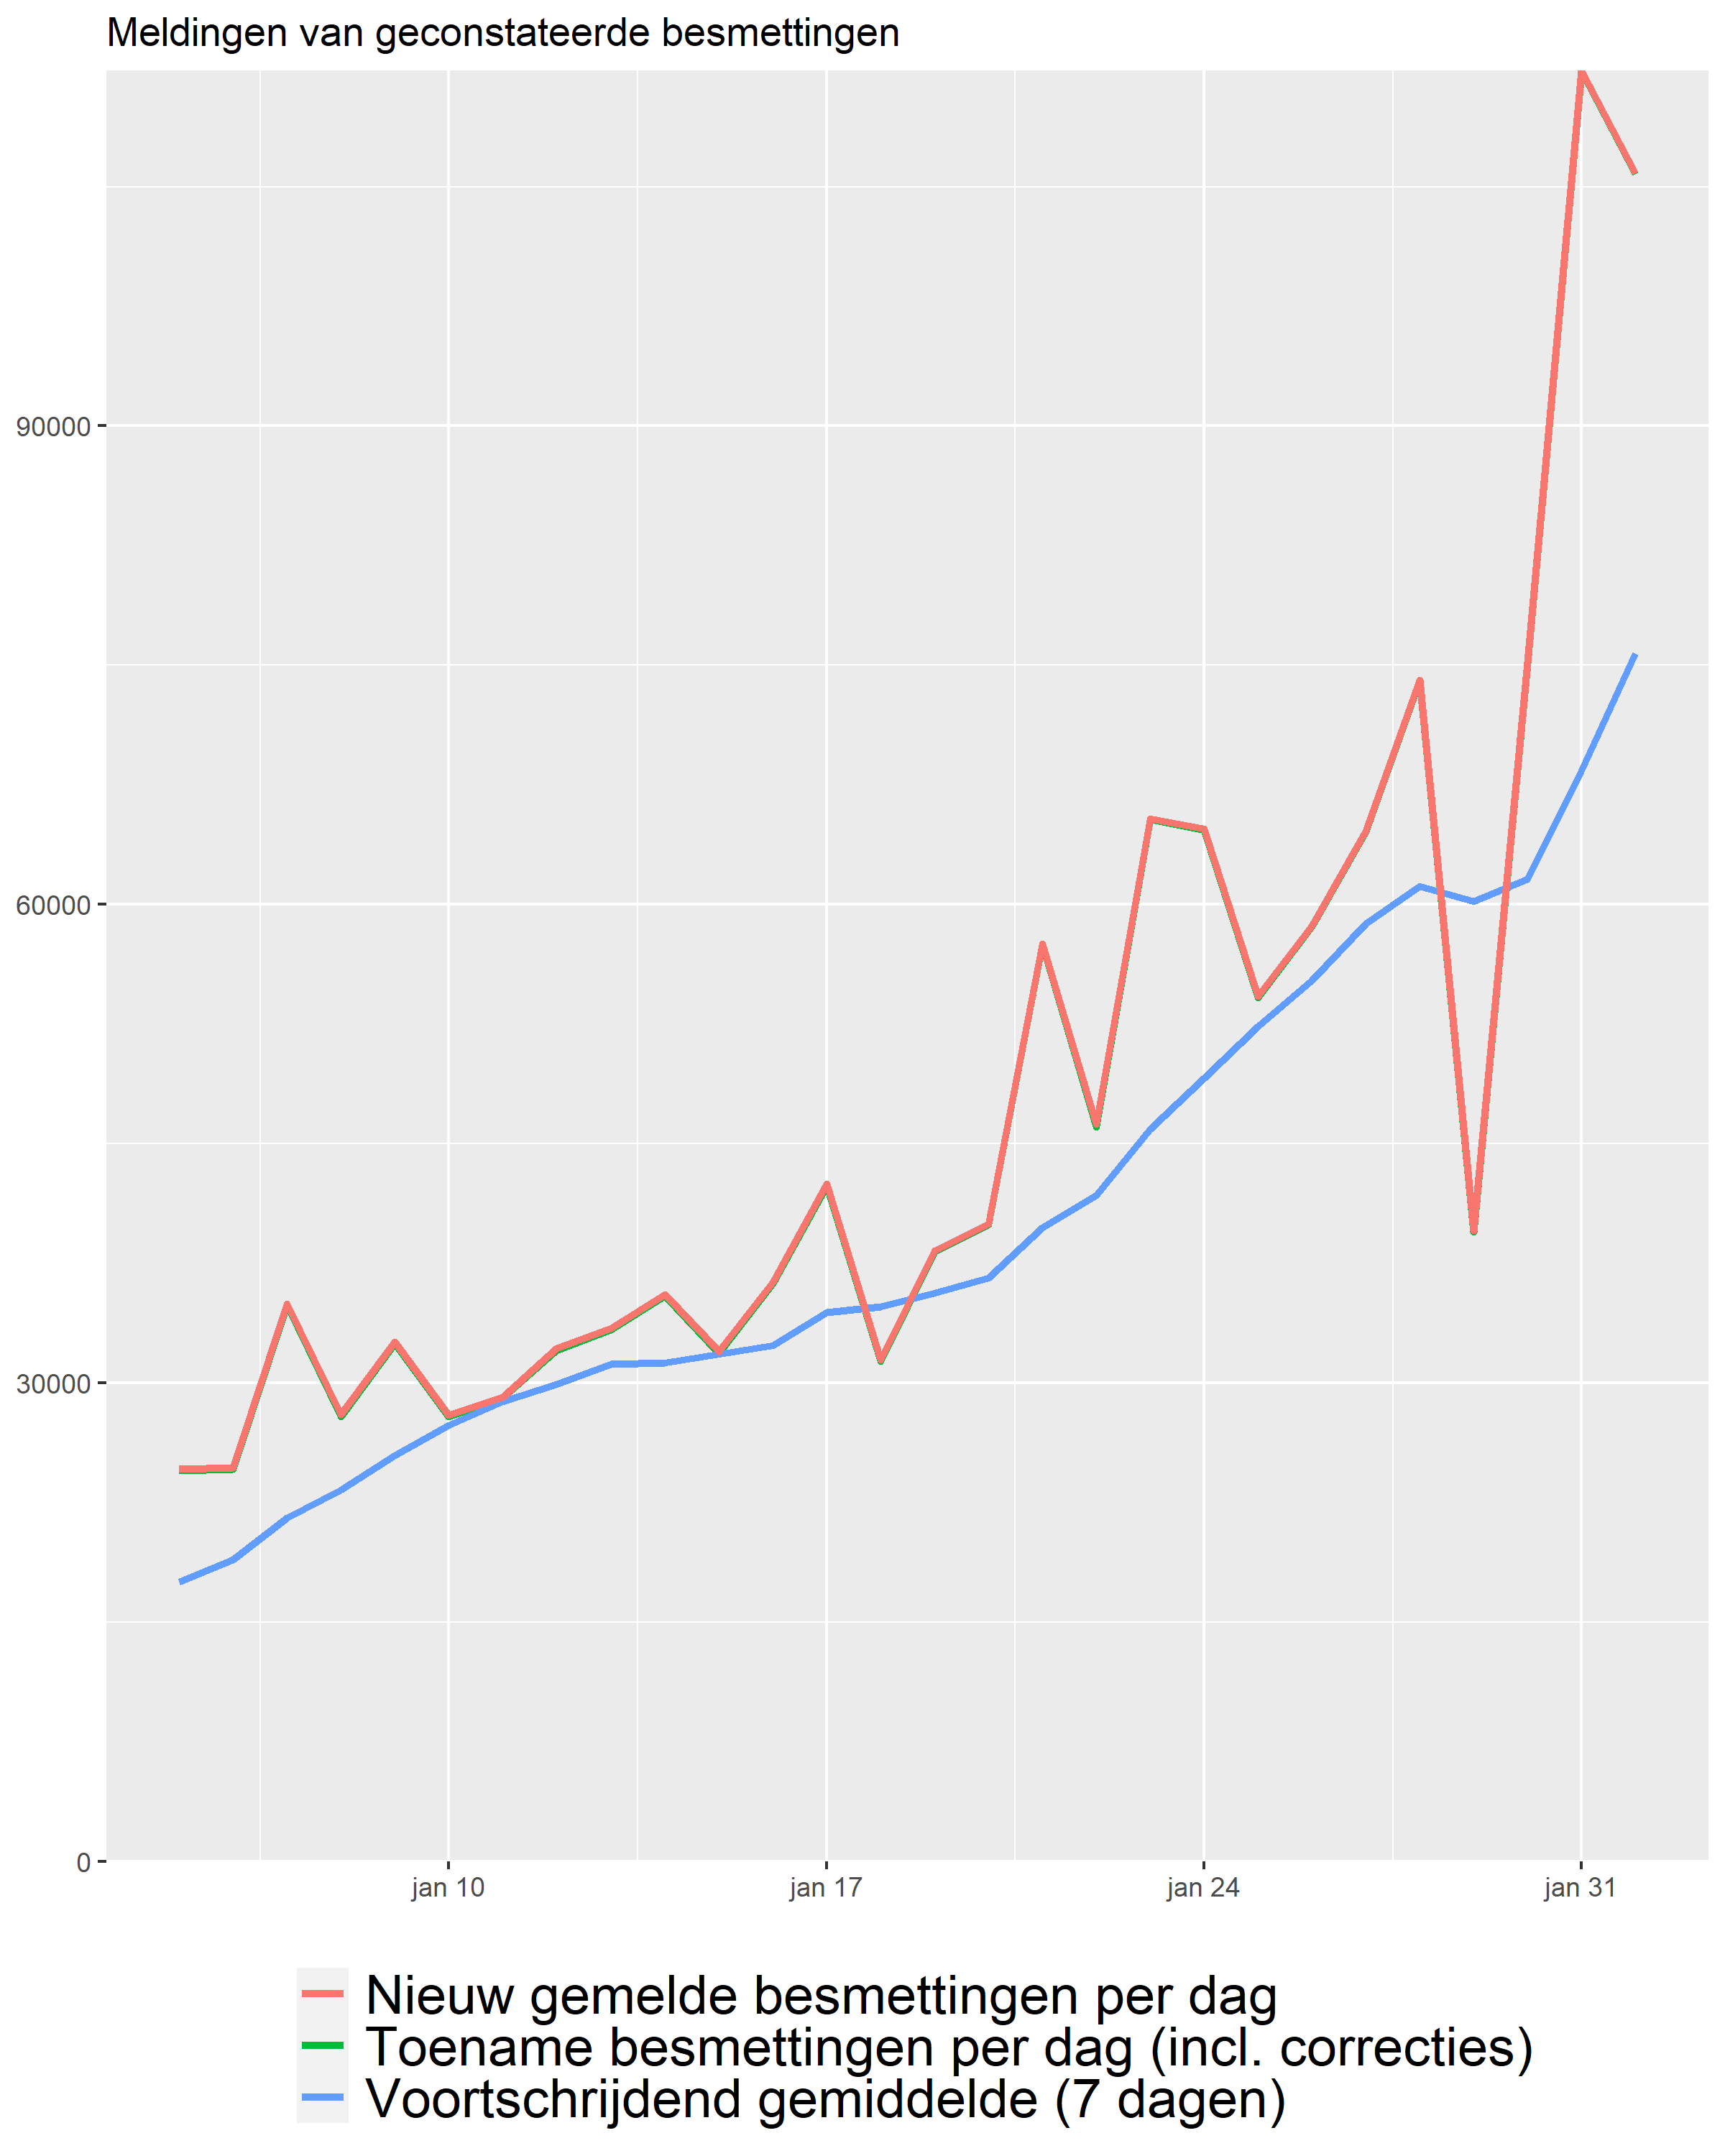 Meldingen van geconstateerde besmettingen
90000
60000
30000
0
jan 10
jan 17
jan 24
jan 31
Nieuw gemelde besmettingen per dag
Toename besmettingen per dag (incl. correcties)
Voortschrijdend gemiddelde (7 dagen)